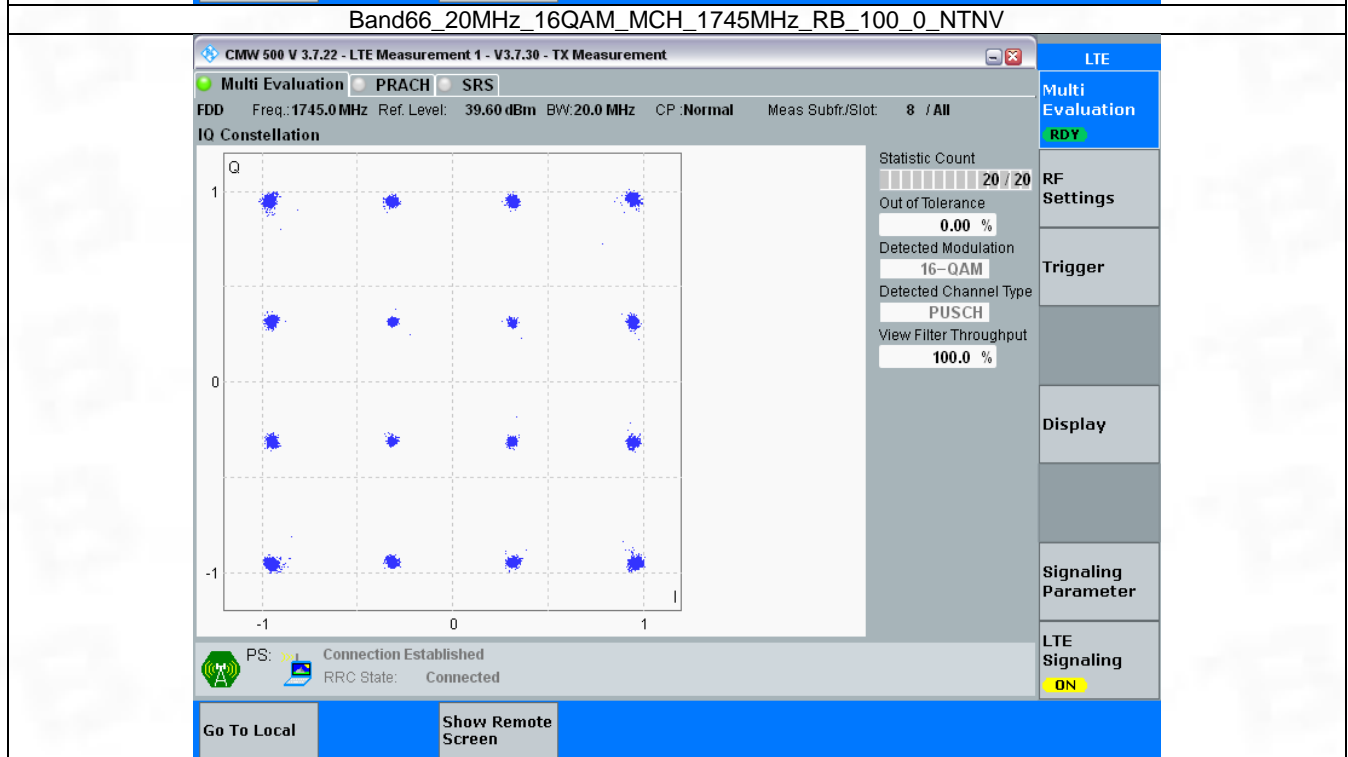 Band66_20MHz_16QAM_MCH_1745MHz_RB_100_0_NTNV
CMW 500 V 3.7.22 - LTE Measurement 1 - V3.7.30 - TX Measurement
LTE
Multi Evaluation PRACH SRS
Multi
Evaluation
RDY
FDD Freq.:1745.0 MHz Ref. Level: 39.60 dBm BW:20.0 MHz CP :Normal Meas Subfr./Slot: 8 / All
IQ Constellation
Q
1
0
-1
-1 0 1
I
Statistic Count
20 / 20
Out of Tolerance
0.00 %
Detected Modulation
16-QAM
Detected Channel Type
PUSCH
View Filter Throughput
100.0 %
RF
Settings
Trigger
Display
Signaling
Parameter
LTE
Signaling
ON
PS: Connection Established
RRC State: Connected
Go To Local
Show Remote
Screen